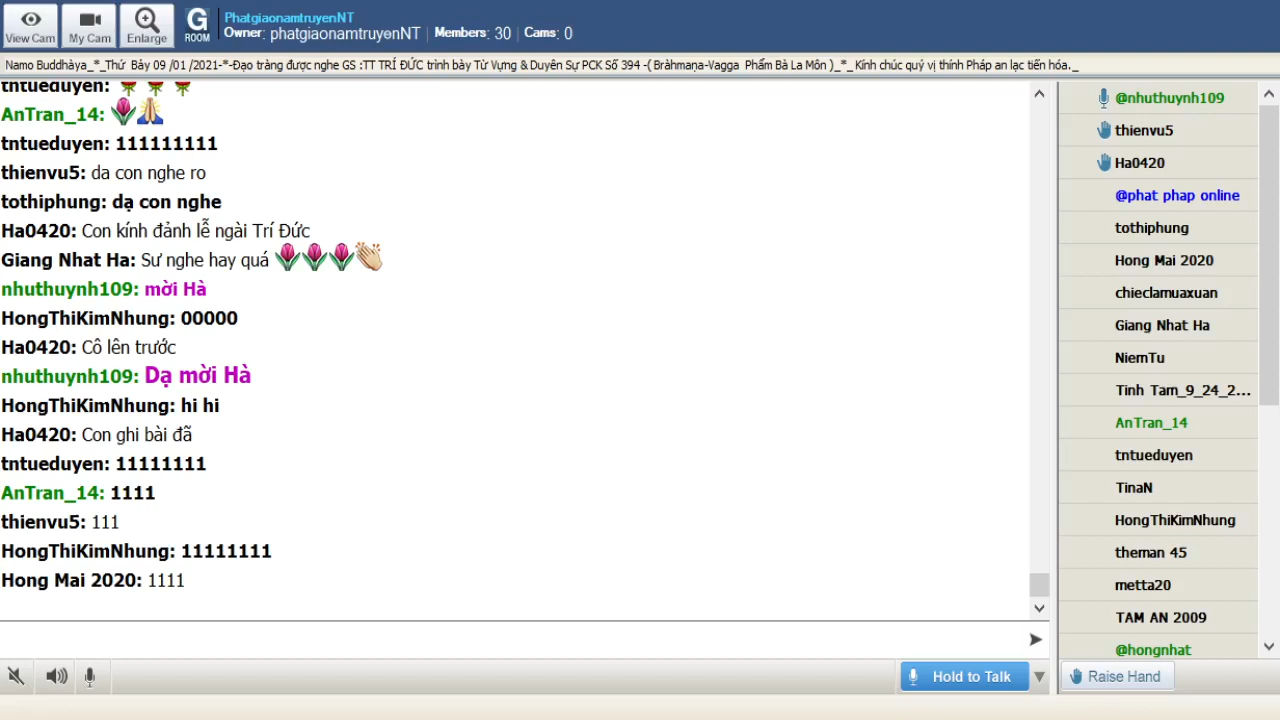 View Cam
My Cam
Enlarge
G ROOM
PhatgiaonamtruyenNT
Owner: phatgiaonamtruyenNT | Members: 30 | Cams: 0
Namo Buddhàya_*_Thứ Bảy 09 /01 /2021-*-Đạo tràng được nghe GS :TT TRÍ ĐỨC trình bày Từ Vựng & Duyên Sự PCK Số 394 -( Bràhmaṇa-Vagga Phẩm Bà La Môn )_*_ Kính chúc quý vị thính Pháp an lạc tiến hóa._
tntueduyen:
AnTran_14:
tntueduyen: 111111111
thienvu5: da con nghe ro
tothiphung: dạ con nghe
Ha0420: Con kính đảnh lễ ngài Trí Đức
Giang Nhat Ha: Sư nghe hay quá
nhuthuynh109: mời Hà
HongThiKimNhung: 00000
Ha0420: Cô lên trước
nhuthuynh109: Dạ mời Hà
HongThiKimNhung: hi hi
Ha0420: Con ghi bài đã
tntueduyen: 11111111
AnTran_14: 1111
thienvu5: 111
HongThiKimNhung: 11111111
Hong Mai 2020: 1111
@nhuthuynh109
thienvu5
Ha0420
@phat phap online
tothiphung
Hong Mai 2020
chieclamuaxuan
Giang Nhat Ha
NiemTu
Tinh Tam_9_24_2...
AnTran_14
tntueduyen
TinaN
HongThiKimNhung
theman 45
metta20
TAM AN 2009
@hongnhat
Hold to Talk
Raise Hand